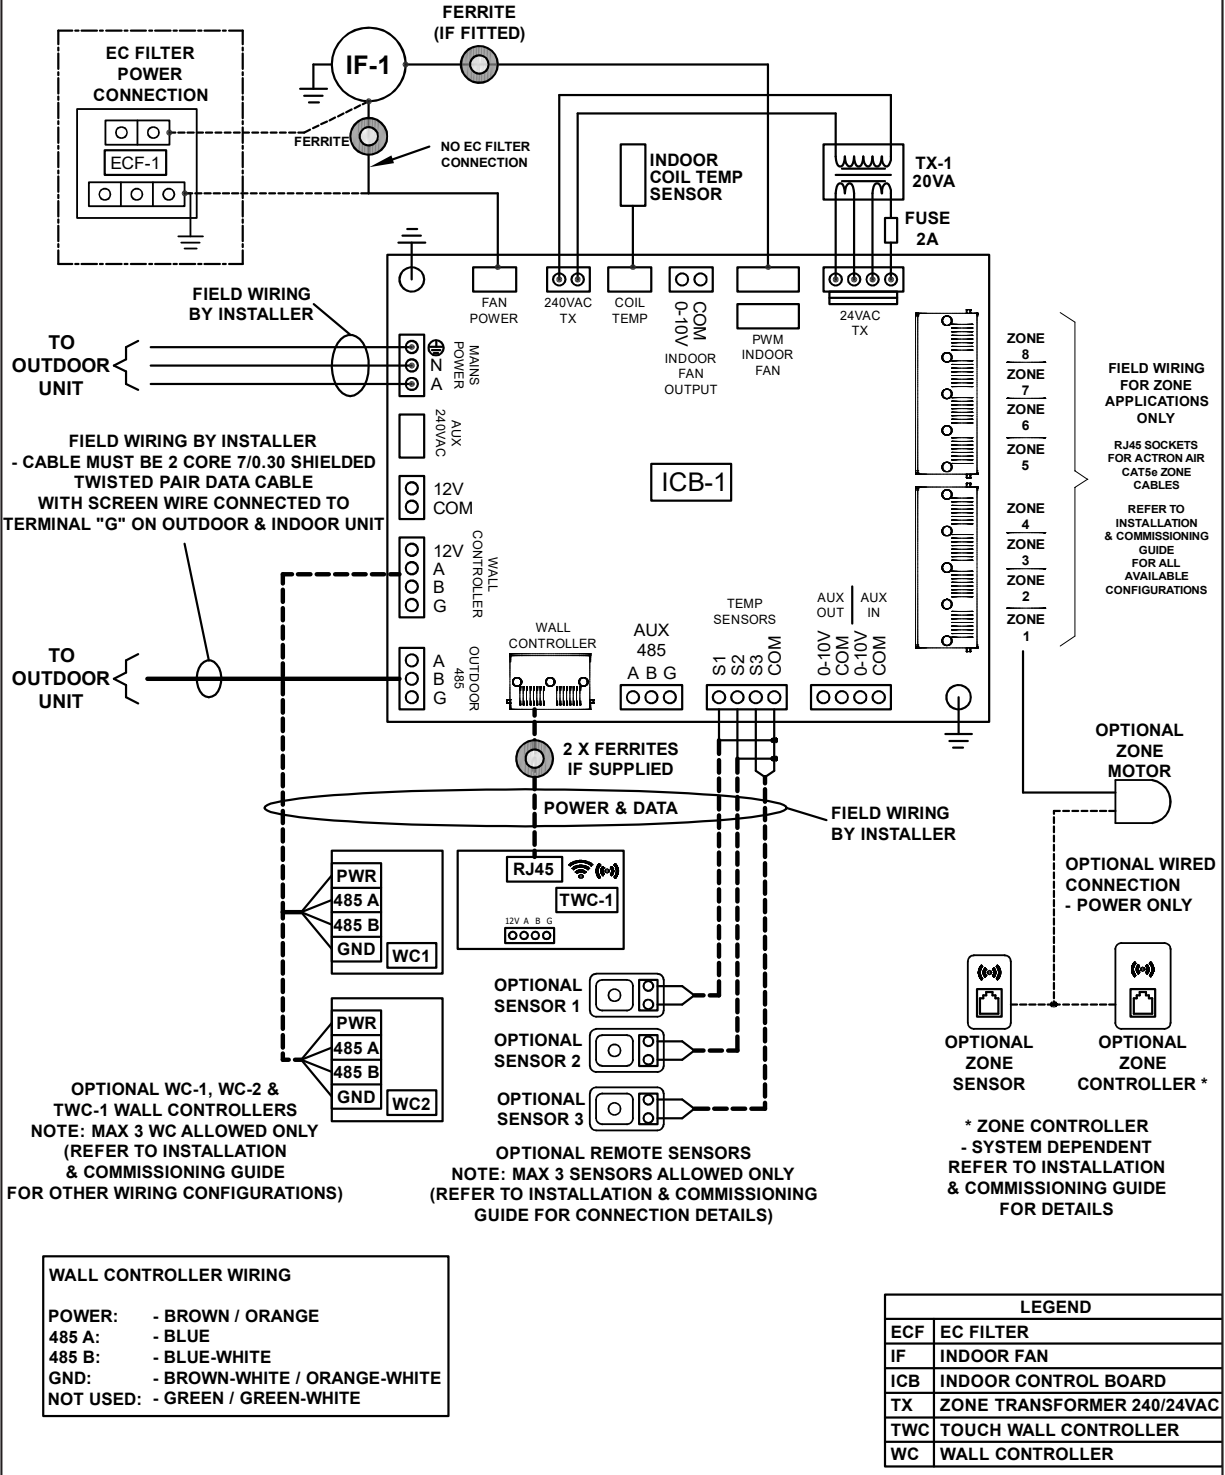 FERRITE
(IF FITTED)
EC FILTER
POWER
CONNECTION
IF-1
ECF-1
FERRITE
NO EC FILTER
CONNECTION
INDOOR
COIL TEMP
SENSOR
TX-1
20VA
FUSE
2A
FIELD WIRING
BY INSTALLER
FAN
POWER
240VAC
TX
COIL
TEMP
0-10V
COM
INDOOR
FAN
OUTPUT
PWM
INDOOR
FAN
24VAC
TX
TO
OUTDOOR
UNIT
N
A
MAINS
POWER
AUX
240VAC
12V
COM
ICB-1
ZONE
8
ZONE
7
ZONE
6
ZONE
5
ZONE
4
ZONE
3
ZONE
2
ZONE
1
FIELD WIRING
FOR ZONE
APPLICATIONS
ONLY
RJ45 SOCKETS
FOR ACTRON AIR
CAT5e ZONE
CABLES
REFER TO
INSTALLATION
& COMMISSIONING
GUIDE
FOR ALL
AVAILABLE
CONFIGURATIONS
FIELD WIRING BY INSTALLER
- CABLE MUST BE 2 CORE 7/0.30 SHIELDED
TWISTED PAIR DATA CABLE
WITH SCREEN WIRE CONNECTED TO
TERMINAL "G" ON OUTDOOR & INDOOR UNIT
12V
A
B
G
WALL
CONTROLLER
TO
OUTDOOR
UNIT
A
B
G
OUTDOOR
485
WALL
CONTROLLER
AUX
485
A B G
TEMP
SENSORS
S1
S2
S3
COM
AUX
OUT
AUX
IN
0-10V
COM
0-10V
COM
2 X FERRITES
IF SUPPLIED
POWER & DATA
FIELD WIRING
BY INSTALLER
OPTIONAL
ZONE
MOTOR
OPTIONAL WIRED
CONNECTION
- POWER ONLY
PWR
485 A
485 B
GND
WC1
RJ45
TWC-1
12V A B G
PWR
485 A
485 B
GND
WC2
OPTIONAL
SENSOR 1
OPTIONAL
SENSOR 2
OPTIONAL
SENSOR 3
OPTIONAL
ZONE
SENSOR
OPTIONAL
ZONE
CONTROLLER *
OPTIONAL WC-1, WC-2 &
TWC-1 WALL CONTROLLERS
NOTE: MAX 3 WC ALLOWED ONLY
(REFER TO INSTALLATION
& COMMISSIONING GUIDE
FOR OTHER WIRING CONFIGURATIONS)
OPTIONAL REMOTE SENSORS
NOTE: MAX 3 SENSORS ALLOWED ONLY
(REFER TO INSTALLATION & COMMISSIONING
GUIDE FOR CONNECTION DETAILS)
* ZONE CONTROLLER
- SYSTEM DEPENDENT
REFER TO INSTALLATION
& COMMISSIONING GUIDE
FOR DETAILS
WALL CONTROLLER WIRING
POWER: - BROWN / ORANGE
485 A: - BLUE
485 B: - BLUE-WHITE
GND: - BROWN-WHITE / ORANGE-WHITE
NOT USED: - GREEN / GREEN-WHITE
LEGEND
ECF EC FILTER
IF INDOOR FAN
ICB INDOOR CONTROL BOARD
TX ZONE TRANSFORMER 240/24VAC
TWC TOUCH WALL CONTROLLER
WC WALL CONTROLLER